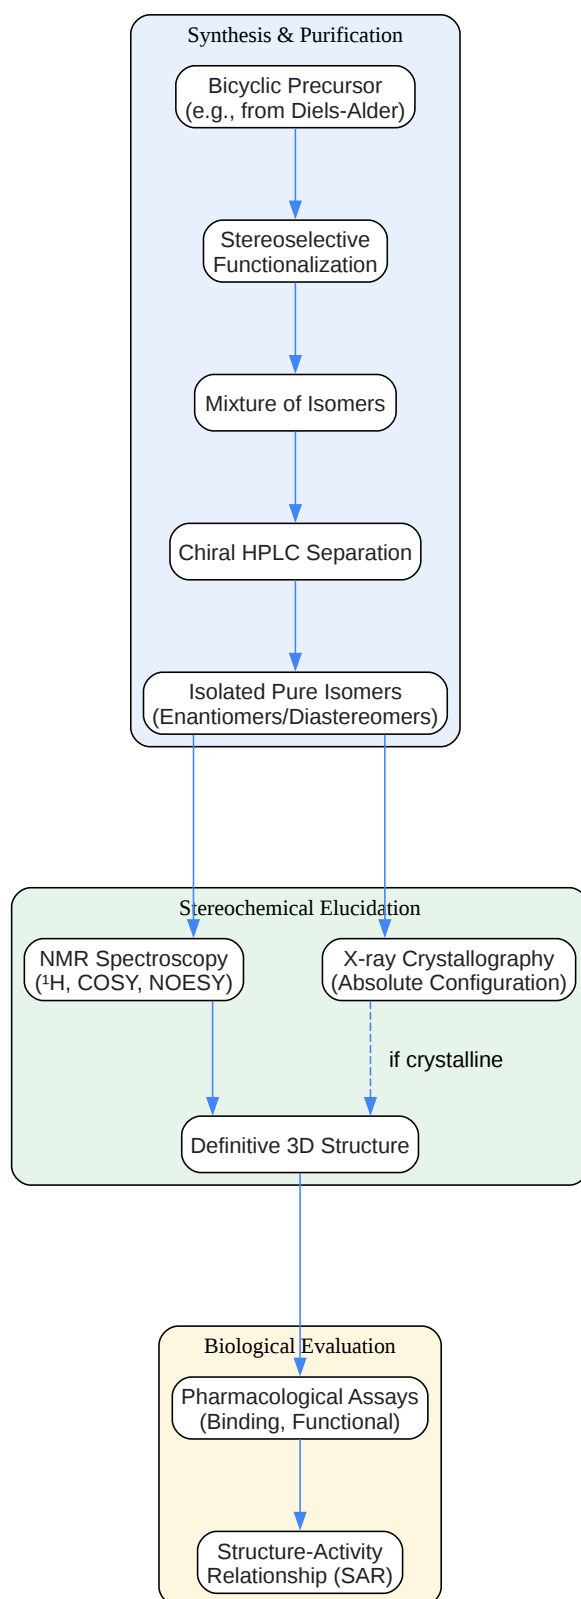 Synthesis & Purification
Bicyclic Precursor
(e.g., from Diels-Alder)
Stereoselective
Functionalization
Mixture of Isomers
Chiral HPLC Separation
Isolated Pure Isomers
(Enantiomers/Diastereomers)
Stereochemical Elucidation
NMR Spectroscopy
(¹H, COSY, NOESY)
X-ray Crystallography
(Absolute Configuration)
if crystalline
Definitive 3D Structure
Biological Evaluation
Pharmacological Assays
(Binding, Functional)
Structure-Activity
Relationship (SAR)